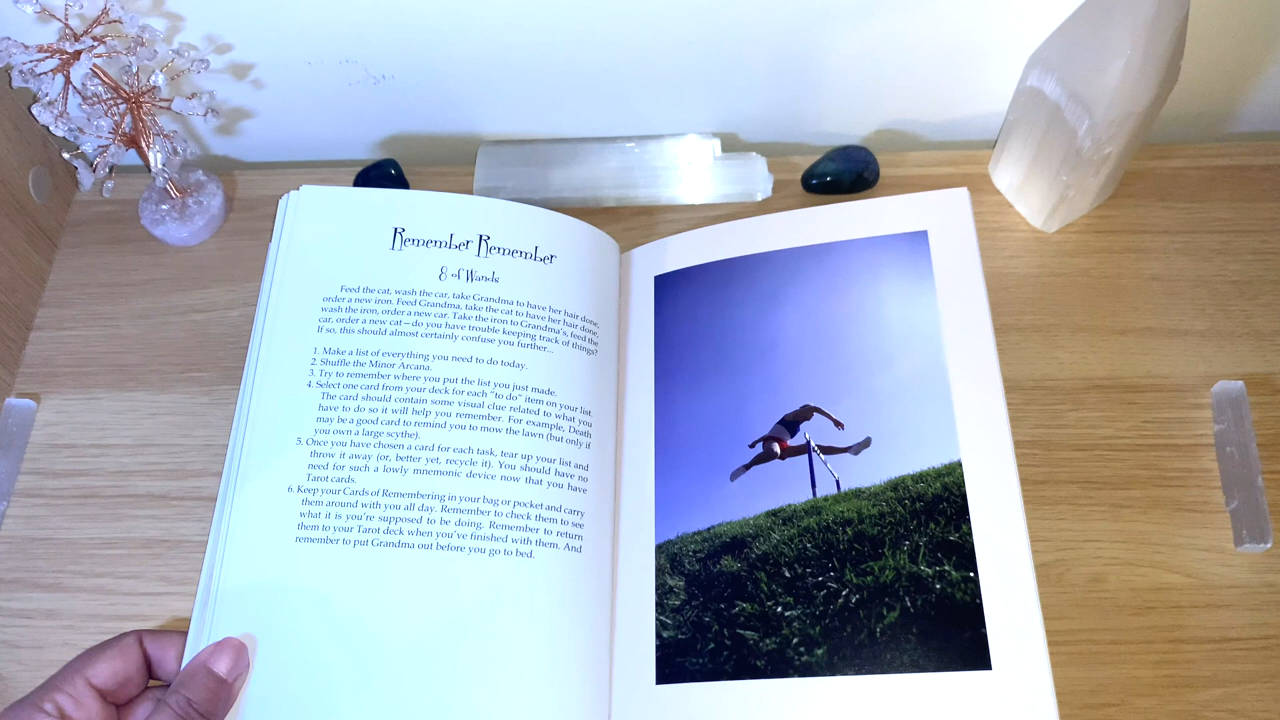 Remember Remember
8 of Wands
Feed the cat, wash the car, take Grandma to have her hair done,
order a new iron. Feed Grandma, take the cat to have her hair done,
wash the iron, order a new car. Take the iron to Grandma's, feed the
car, order a new cat—do you have trouble keeping track of things?
If so, this should almost certainly confuse you further...
1. Make a list of everything you need to do today.
2. Shuffle the Minor Arcana.
3. Try to remember where you put the list you just made.
4. Select one card from your deck for each "to do" item on your list.
The card should contain some visual clue related to what you
have to do so it will help you remember. For example, Death
may be a good card to remind you to mow the lawn (but only if
you own a large scythe).
5. Once you have chosen a card for each task, tear up your list and
throw it away (or, better yet, recycle it). You should have no
need for such a lowly mnemonic device now that you have
Tarot cards.
6. Keep your Cards of Remembering in your bag or pocket and carry
them around with you all day. Remember to check them to see
what it is you're supposed to be doing. Remember to return
them to your Tarot deck when you've finished with them. And
remember to put Grandma out before you go to bed.